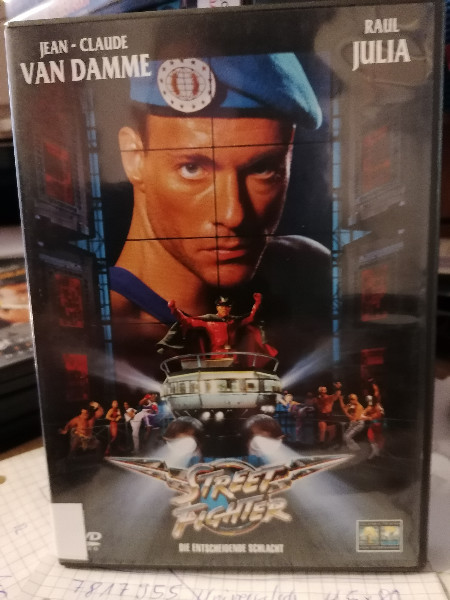 JEAN-CLAUDE
VAN DAMME
RAUL
JULIA
STREET
FIGHTER
DIE ENTSCHEIDENDE SCHLACHT